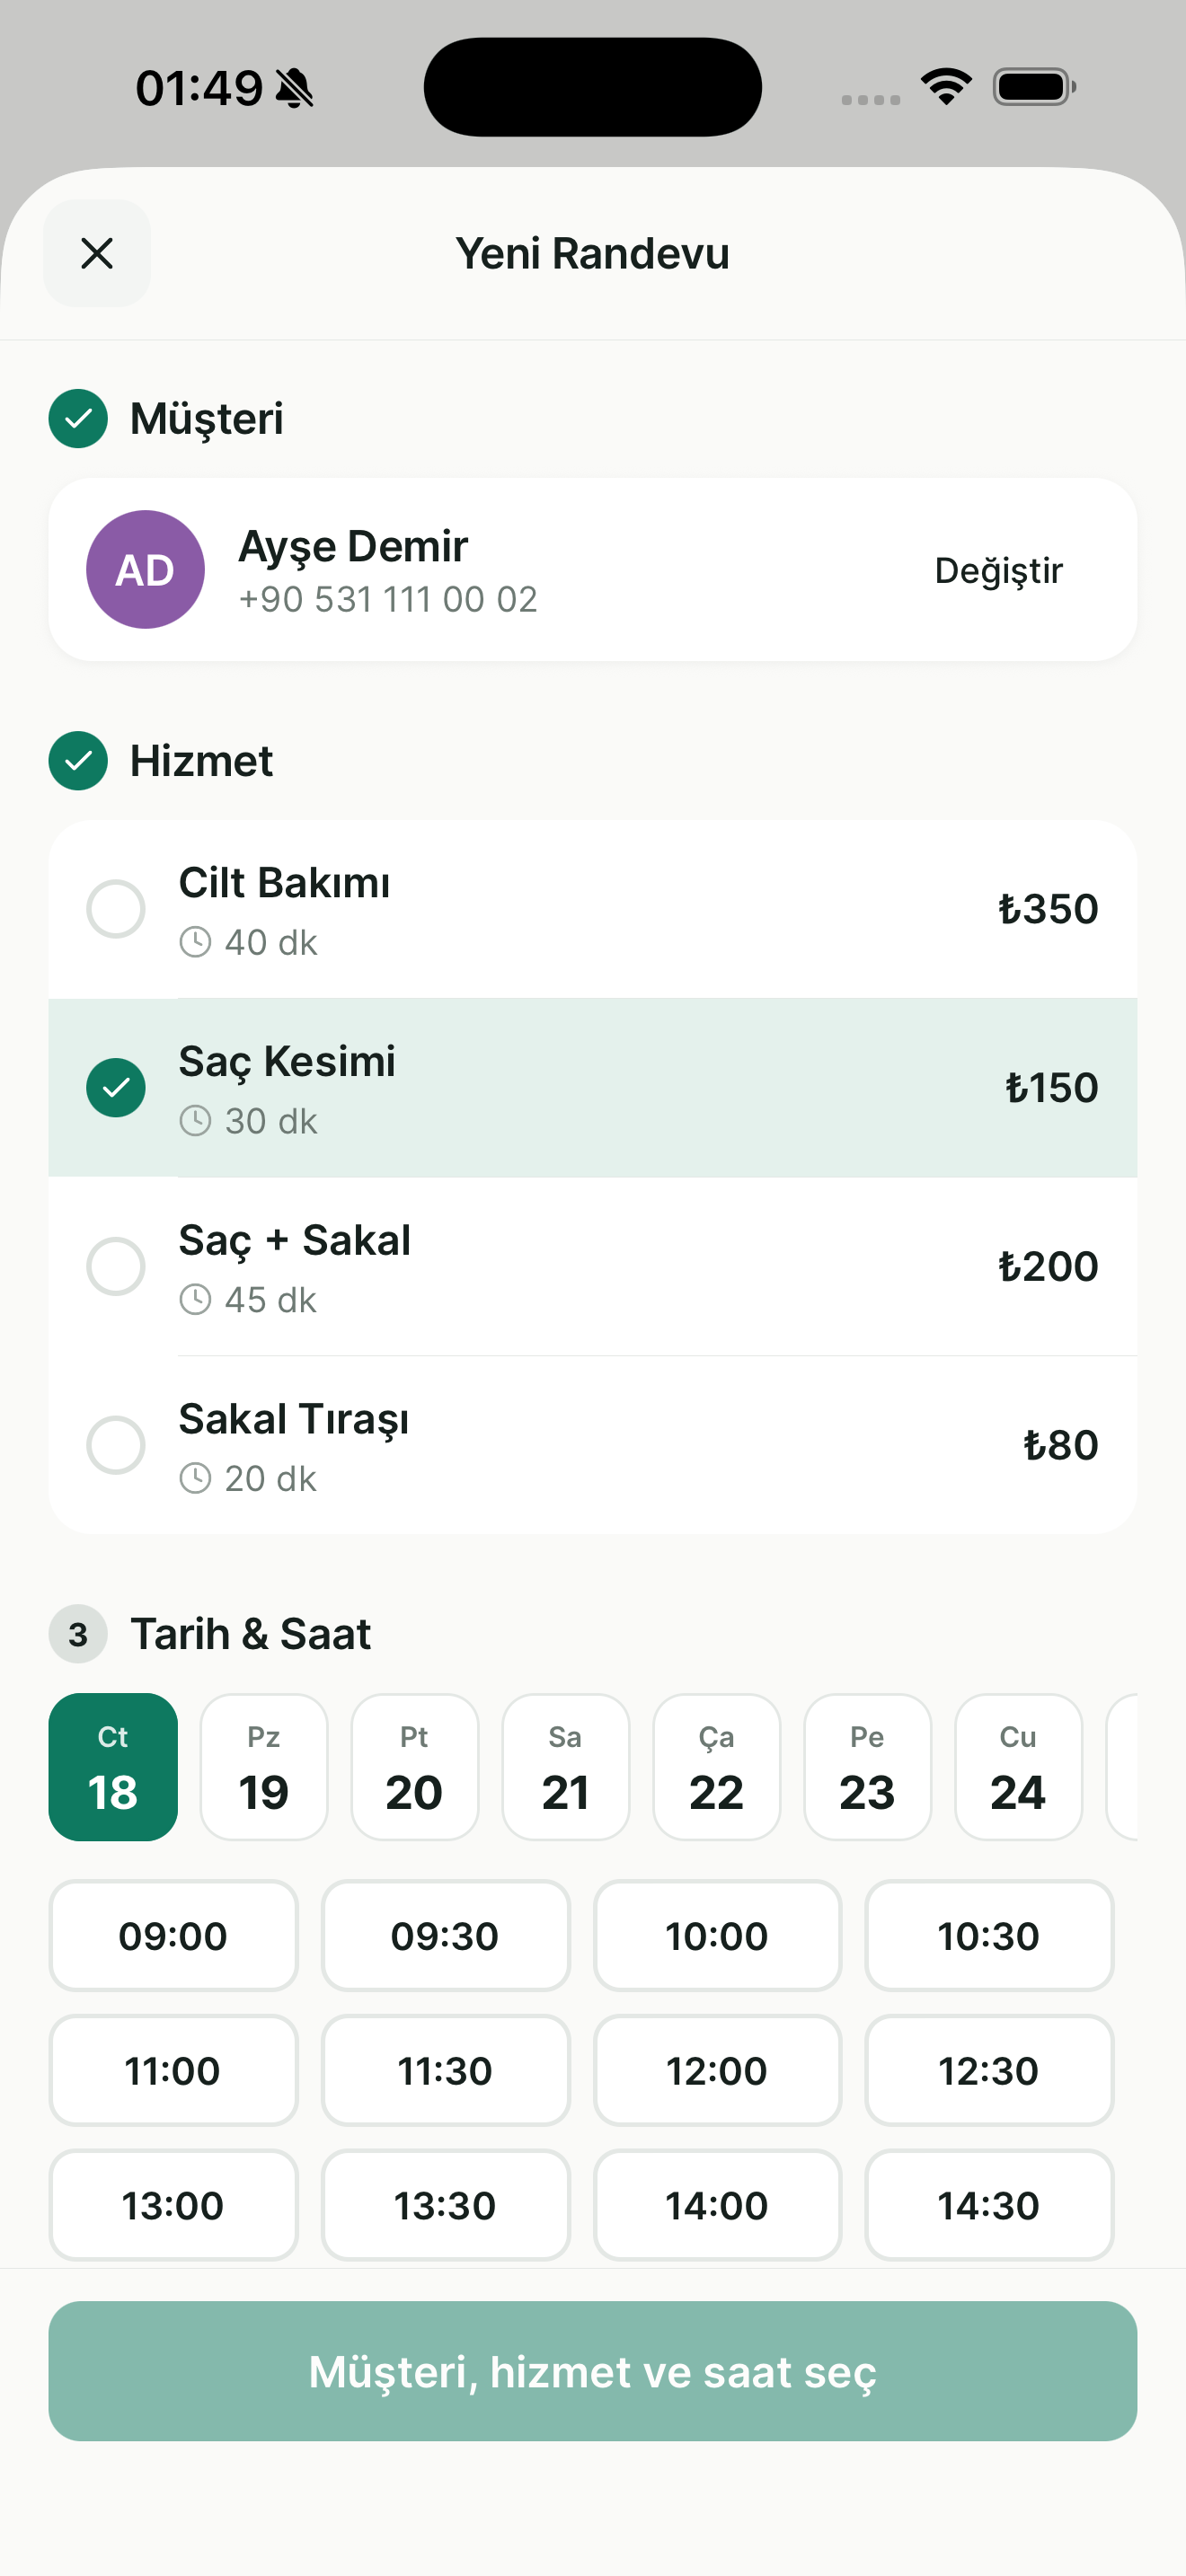 01:49
Yeni Randevu
Müşteri
AD
Ayşe Demir
+90 531 111 00 02
Değiştir
Hizmet
Cilt Bakımı
40 dk
₺350
Saç Kesimi
30 dk
₺150
Saç + Sakal
45 dk
₺200
Sakal Tıraşı
20 dk
₺80
3 Tarih & Saat
Ct Pz Pt Sa Ça Pe Cu
18 19 20 21 22 23 24
09:00 09:30 10:00 10:30
11:00 11:30 12:00 12:30
13:00 13:30 14:00 14:30
Müşteri, hizmet ve saat seç